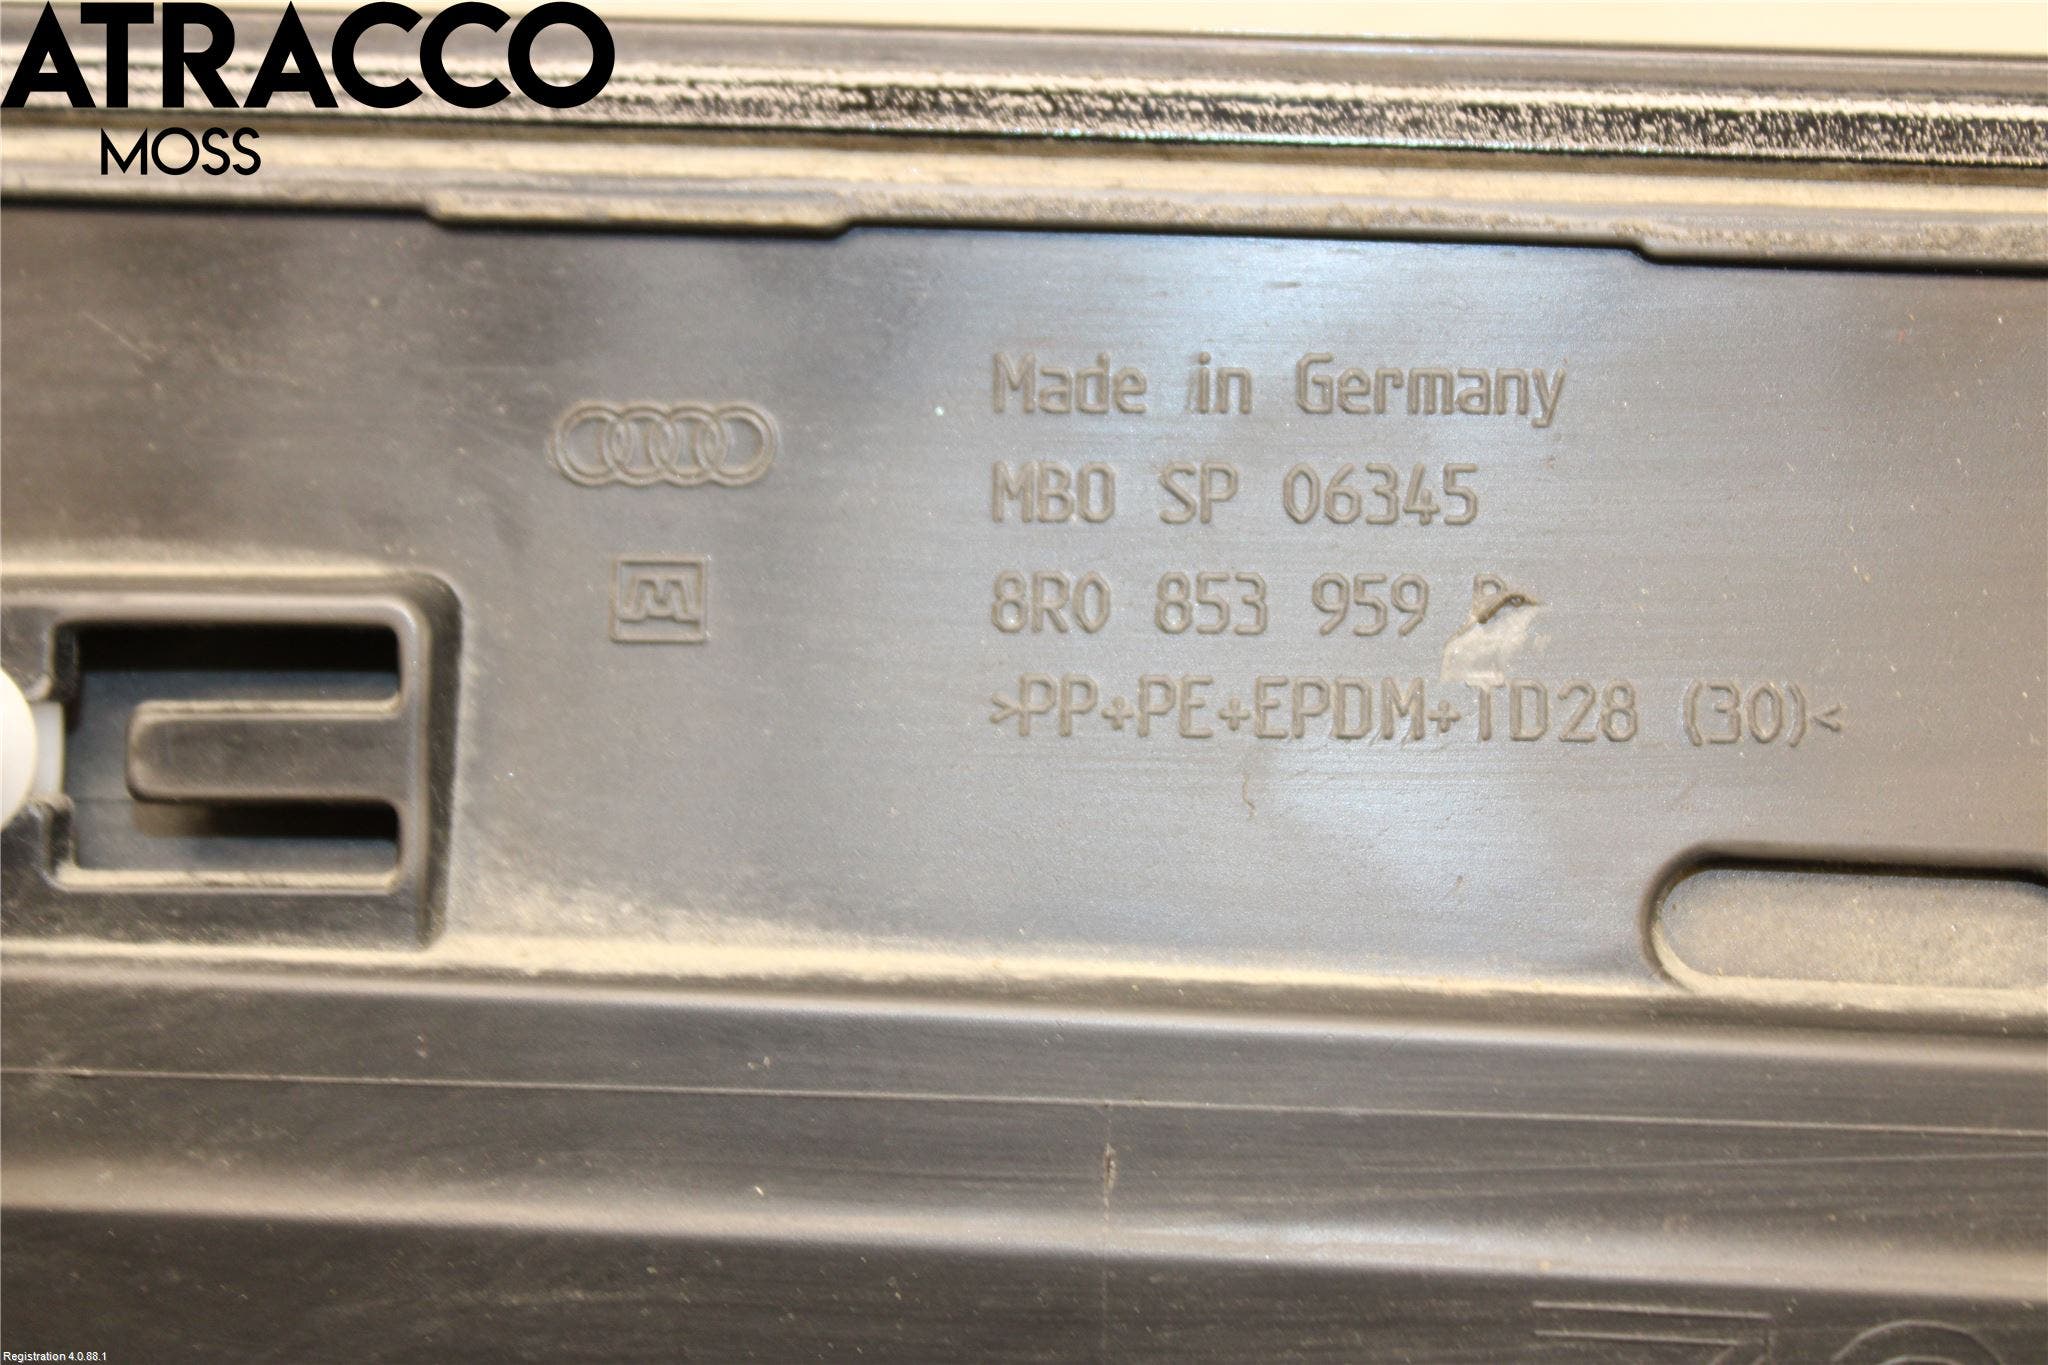 ATRACCO
MOSS
Made in Germany
MBO SP 06345
8R0 853 959
>PP+PE+EPDM+TD28 (30)<
Registration 4.0.88.1